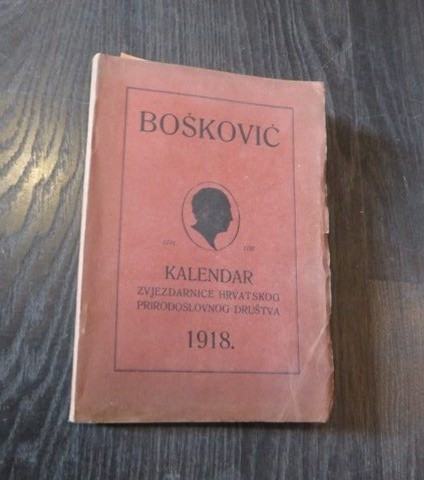 BOŠKOVIĆ
KALENDAR
ZVJEZDARNICE HRVATSKOG
PRIRODOSLOVNOG DRUŠTVA
1918.